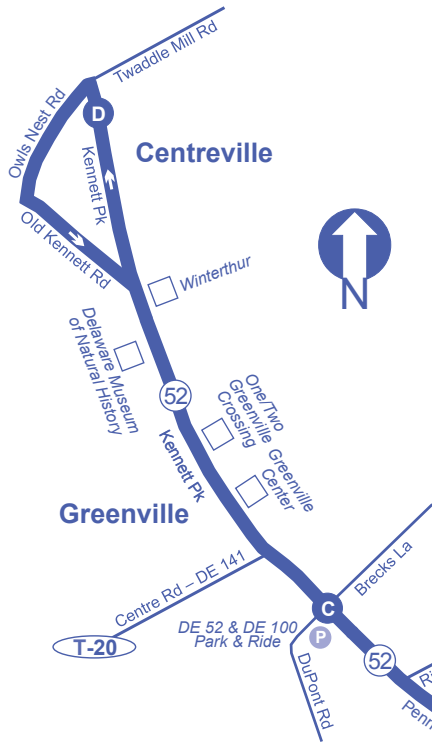 Twaddle Mill Rd
Owls Nest Rd
D
Kennett Pk
Centreville
Old Kennett Rd
N
Winterthur
Delaware Museum
of Natural History
52
One/Two
Greenville
Crossing
Kennett Pk
Greenville
Center
Greenville
Centre Rd – DE 141
T-20
Brecks La
C
DE 52 & DE 100
Park & Ride
P
DuPont Rd
52
Ri
Penn